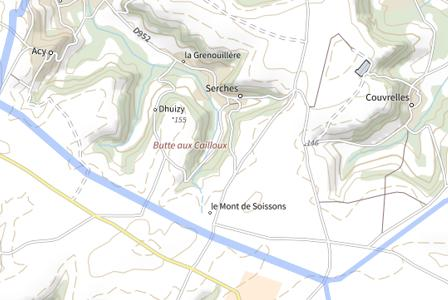 D952
Acy
la Grenouillère
Serches
Couvrelles
Dhuizy
155
146
Butte aux Cailloux
le Mont de Soissons